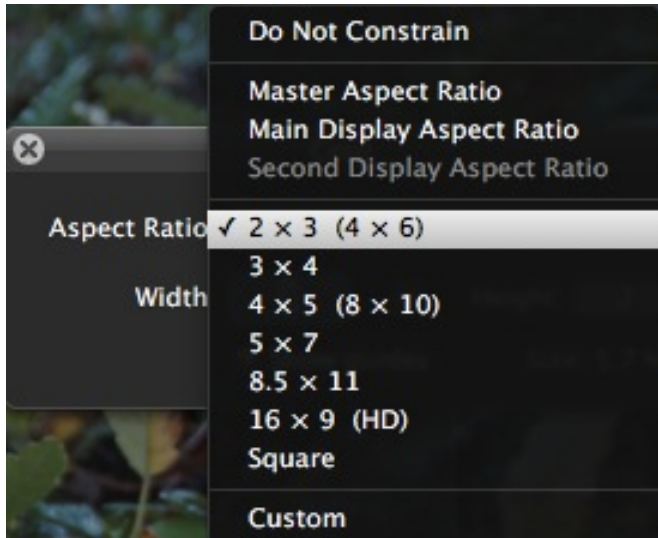 Do Not Constrain
Master Aspect Ratio
Main Display Aspect Ratio
Second Display Aspect Ratio
Aspect Ratio ✓ 2 × 3 (4 × 6)
3 × 4
Width
4 × 5 (8 × 10)
5 × 7
8.5 × 11
16 × 9 (HD)
Square
Custom